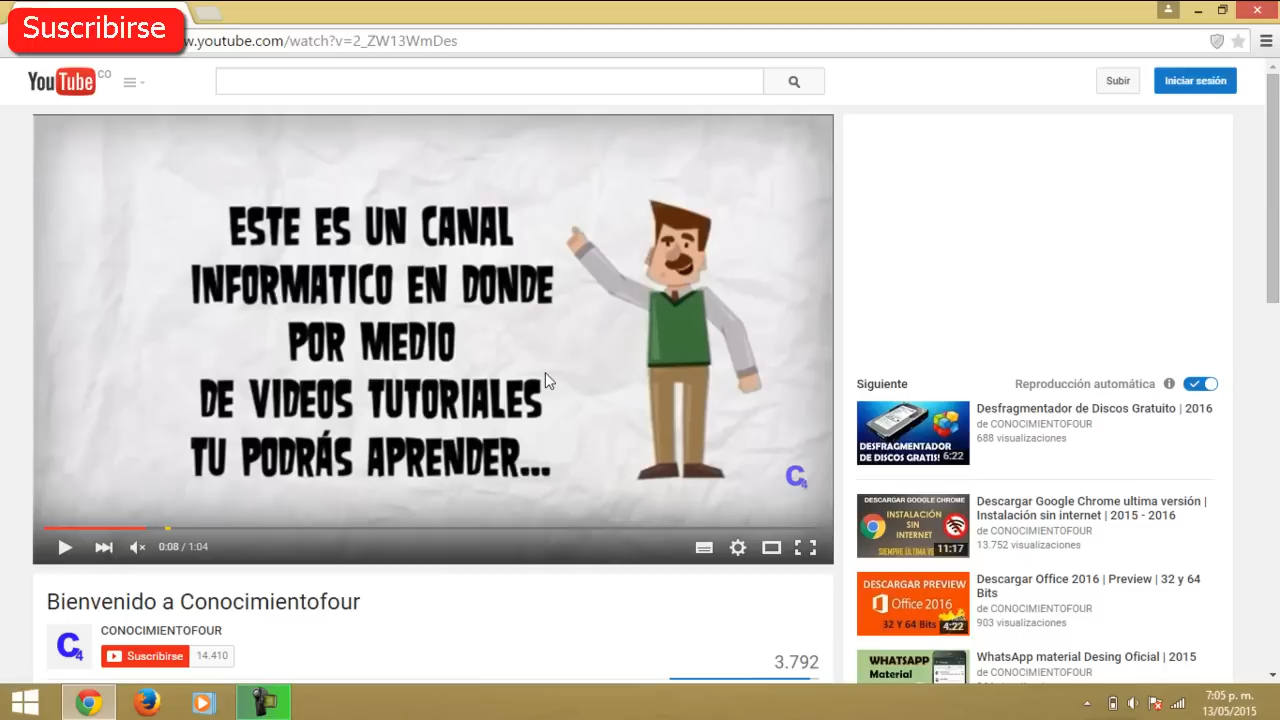 Suscribirse
w.youtube.com/watch?v=2_ZW13WmDes
YouTube CO
Subir
Iniciar sesión
ESTE ES UN CANAL
INFORMATICO EN DONDE
POR MEDIO
DE VIDEOS TUTORIALES
TU PODRÁS APRENDER...
C4
0:08 / 1:04
Bienvenido a Conocimientofour
C4
CONOCIMIENTOFOUR
Suscribirse 14.410
3.792
Siguiente
Reproducción automática
DESFRAGMENTADOR
DE DISCOS GRATIS! 6:22
Desfragmentador de Discos Gratuito | 2016
de CONOCIMIENTOFOUR
688 visualizaciones
DESCARGAR GOOGLE CHROME
INSTALACIÓN
SIN
INTERNET
11:17
Descargar Google Chrome ultima versión |
Instalación sin internet | 2015 - 2016
de CONOCIMIENTOFOUR
13.752 visualizaciones
DESCARGAR PREVIEW
Office 2016
32 Y 64 Bits 4:22
Descargar Office 2016 | Preview | 32 y 64
Bits
de CONOCIMIENTOFOUR
903 visualizaciones
WHATSAPP
Material
WhatsApp material Desing Oficial | 2015
de CONOCIMIENTOFOUR
7:05 p. m.
13/05/2015